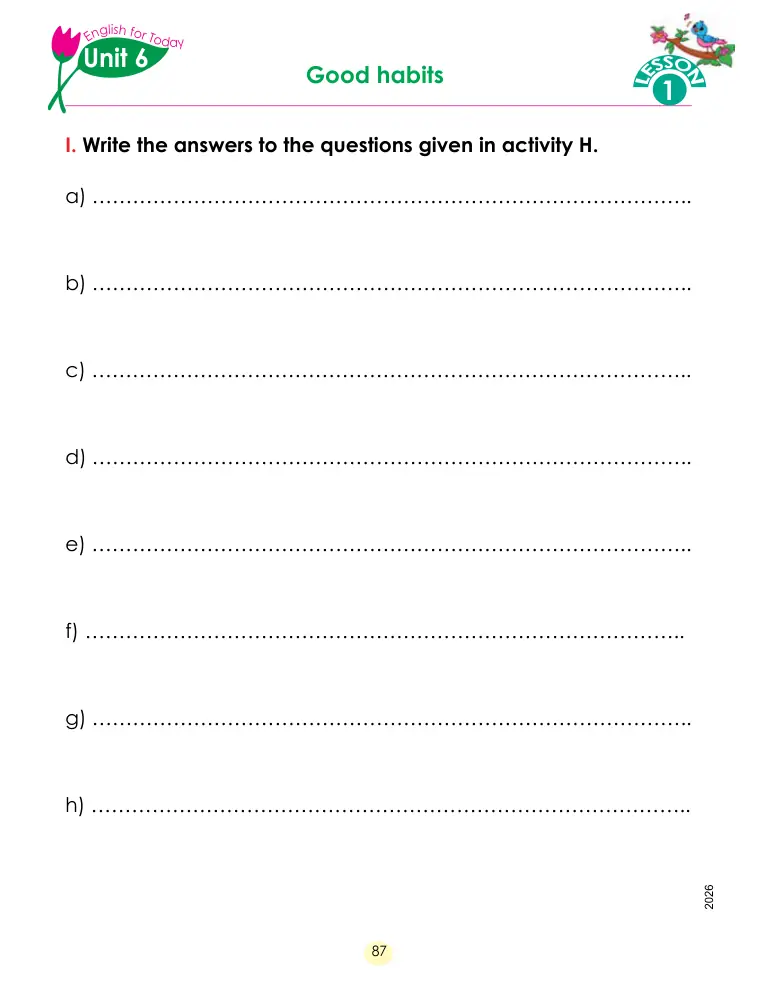 English for Today
Unit 6
Good habits
LESSON
1
I. Write the answers to the questions given in activity H.
a) ……………………………………………………………………………..
b) ……………………………………………………………………………..
c) ……………………………………………………………………………..
d) ……………………………………………………………………………..
e) ……………………………………………………………………………..
f) ……………………………………………………………………………..
g) ……………………………………………………………………………..
h) ……………………………………………………………………………..
2026
87